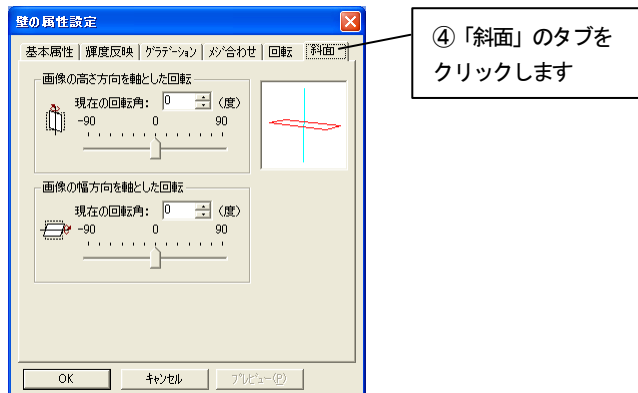 壁の属性設定
基本属性 輝度反映 グラデーション メジ合わせ 回転 斜面
画像の高さ方向を軸とした回転
現在の回転角： 0 （度）
-90 0 90
画像の幅方向を軸とした回転
現在の回転角： 0 （度）
-90 0 90
OK キャンセル プレビュー(P)
④「斜面」のタブを
クリックします